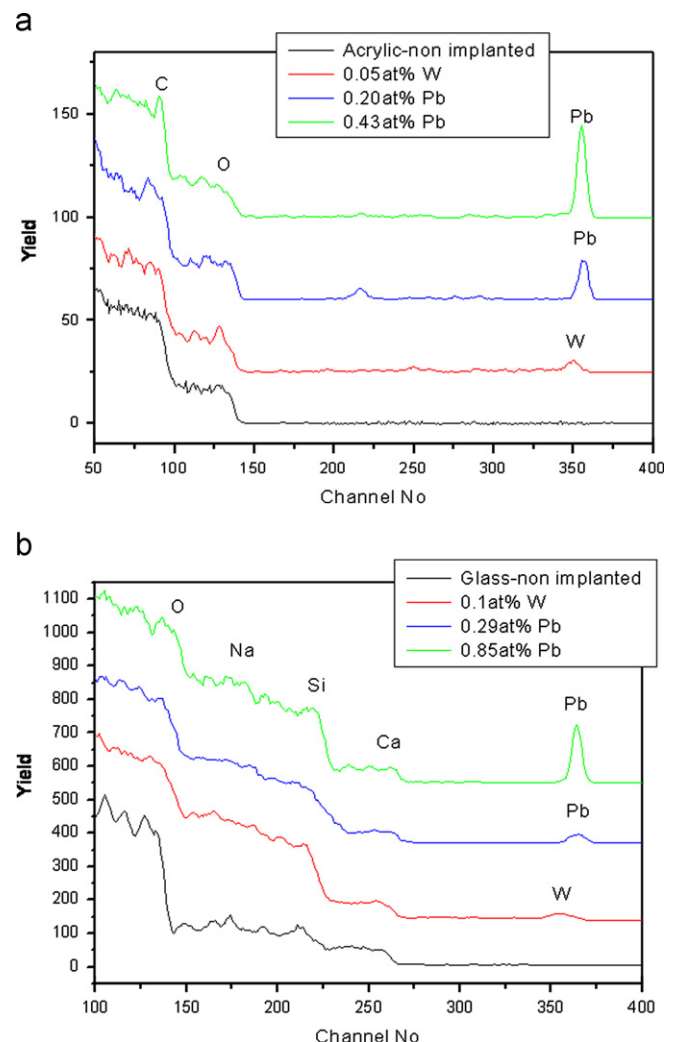 a
Acrylic-non implanted
0.05at% W
0.20at% Pb
0.43at% Pb
C
O
Pb
Pb
W
Yield
150
100
50
0
50 100 150 200 250 300 350 400
Channel No
b
Glass-non implanted
0.1at% W
0.29at% Pb
0.85at% Pb
O
Na
Si
Ca
Pb
Pb
W
Yield
1100
1000
900
800
700
600
500
400
300
200
100
0
100 150 200 250 300 350 400
Channel No